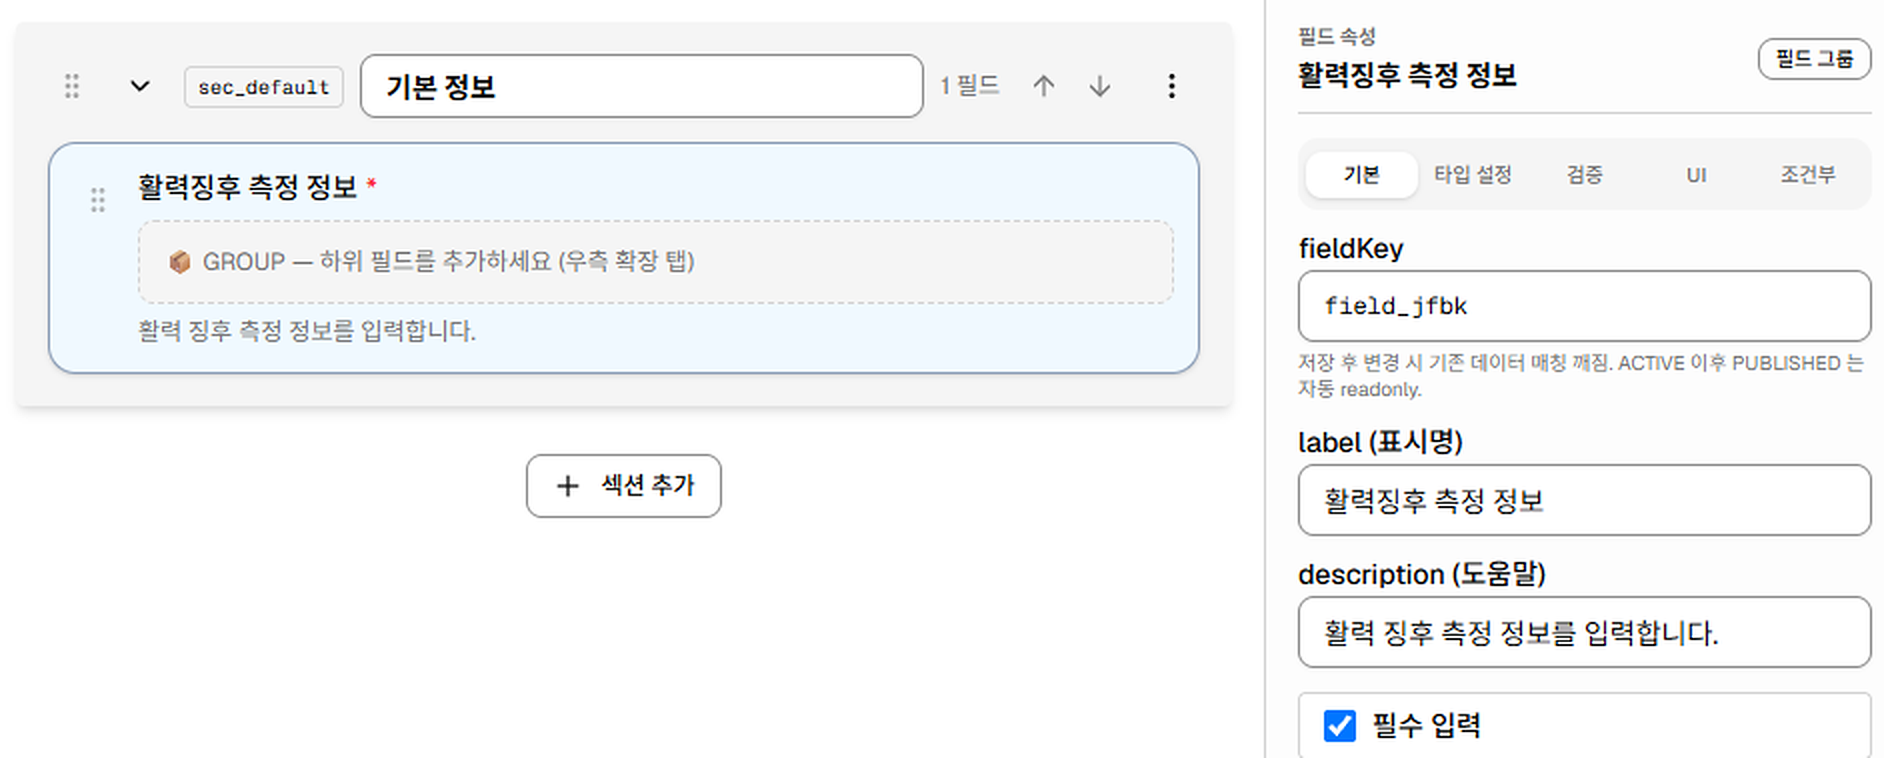 sec_default
기본 정보
1 필드
활력징후 측정 정보 *
GROUP — 하위 필드를 추가하세요 (우측 확장 탭)
활력 징후 측정 정보를 입력합니다.
섹션 추가
필드 속성
활력징후 측정 정보
필드 그룹
기본 타입 설정 검증 UI 조건부
fieldKey
field_jfbk
저장 후 변경 시 기존 데이터 매칭 깨짐. ACTIVE 이후 PUBLISHED 는
자동 readonly.
label (표시명)
활력징후 측정 정보
description (도움말)
활력 징후 측정 정보를 입력합니다.
필수 입력